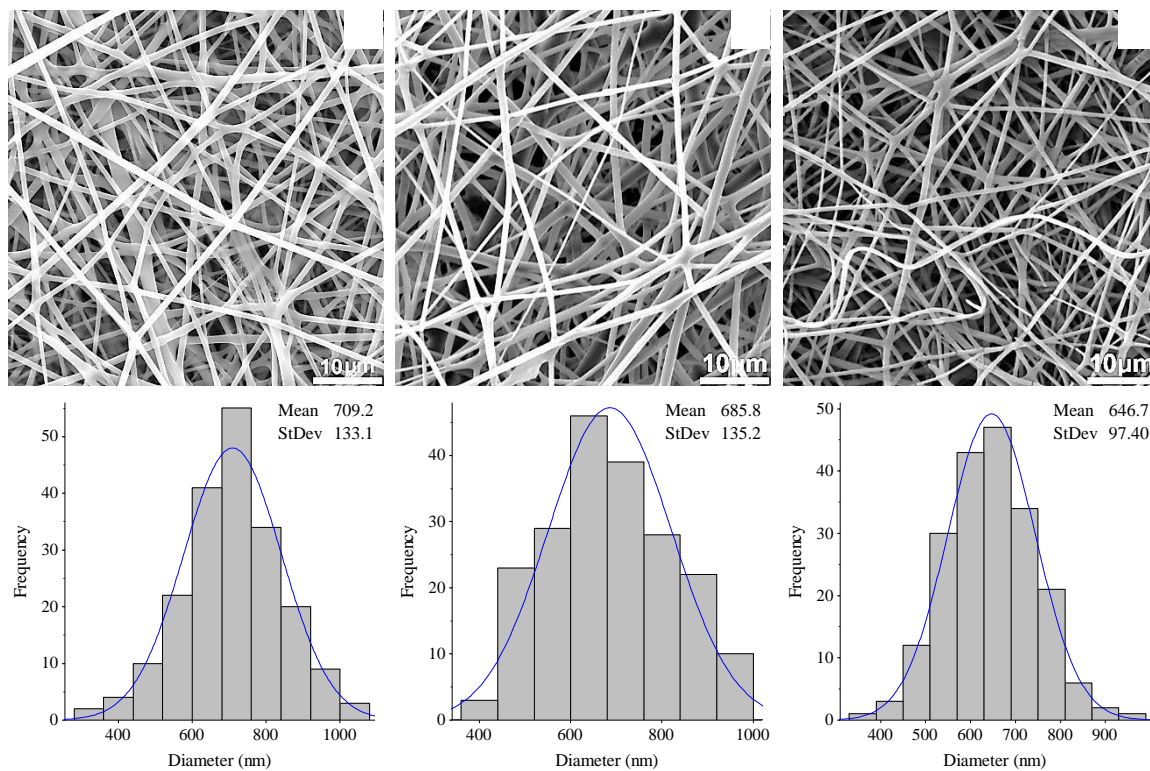 10μm
10μm
10μm
Mean 709.2
StDev 133.1
50
40
30
20
10
0
400 600 800 1000
Frequency
Diameter (nm)
Mean 685.8
StDev 135.2
40
30
20
10
0
400 600 800 1000
Frequency
Diameter (nm)
Mean 646.7
StDev 97.40
50
40
30
20
10
0
400 500 600 700 800 900
Frequency
Diameter (nm)